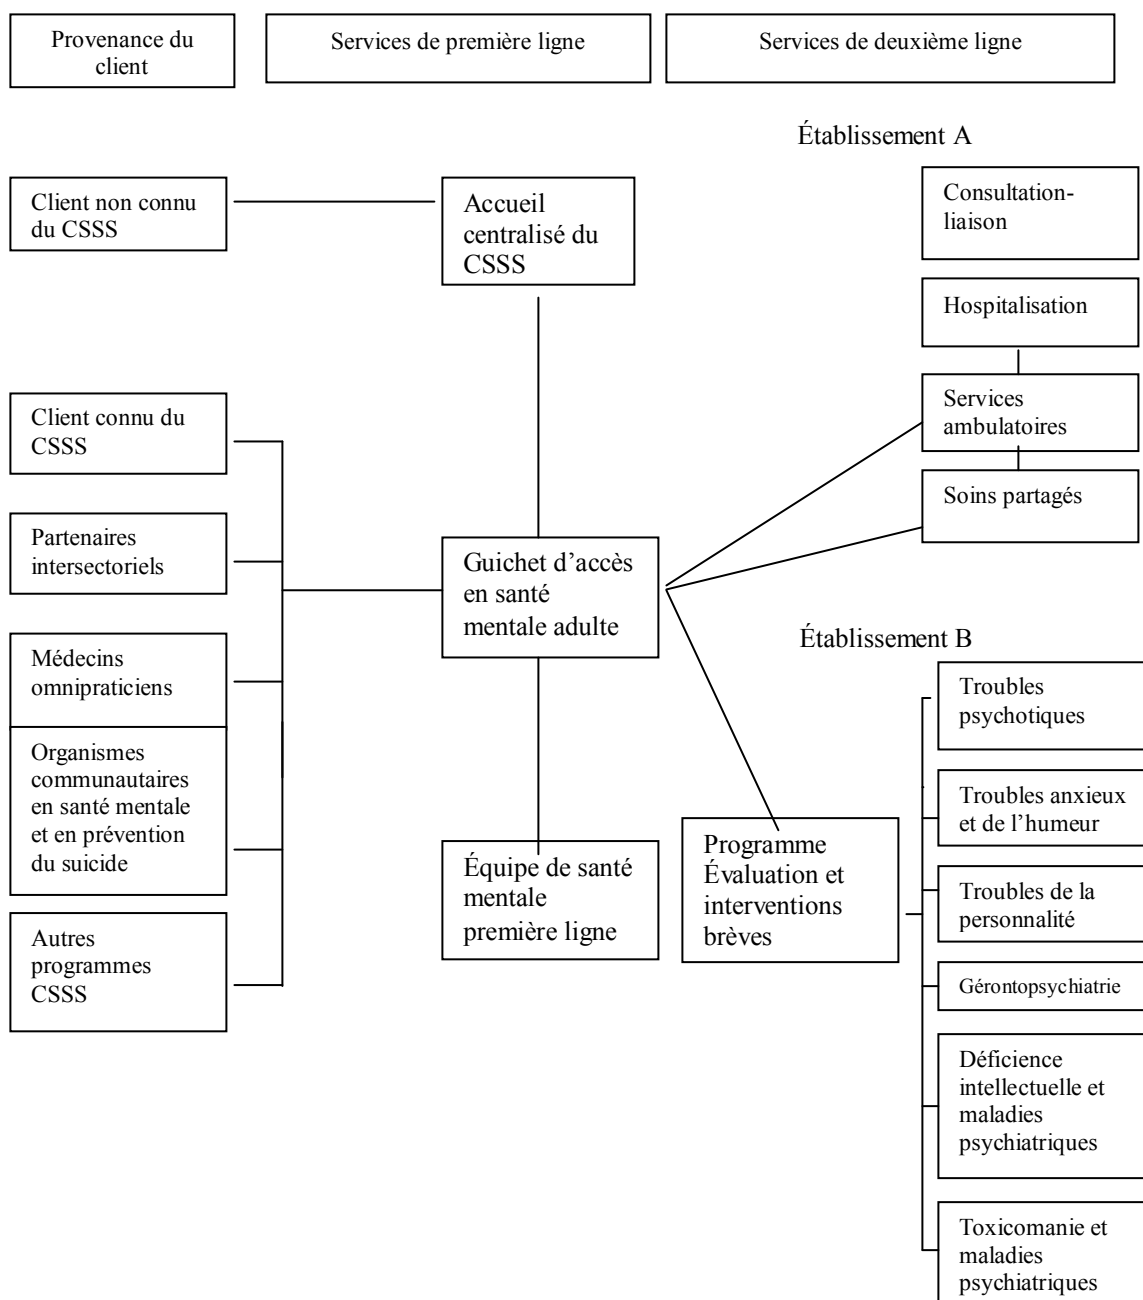 Provenance du
client
Services de première ligne
Services de deuxième ligne
Établissement A
Client non connu
du CSSS
Accueil
centralisé du
CSSS
Consultation-
liaison
Hospitalisation
Client connu du
CSSS
Services
ambulatoires
Soins partagés
Partenaires
intersectoriels
Guichet d’accès
en santé
mentale adulte
Établissement B
Médecins
omnipraticiens
Troubles
psychotiques
Organismes
communautaires
en santé mentale
et en prévention
du suicide
Troubles anxieux
et de l’humeur
Équipe de santé
mentale
première ligne
Programme
Évaluation et
interventions
brèves
Troubles de la
personnalité
Autres
programmes
CSSS
Gérontopsychiatrie
Déficience
intellectuelle et
maladies
psychiatriques
Toxicomanie et
maladies
psychiatriques